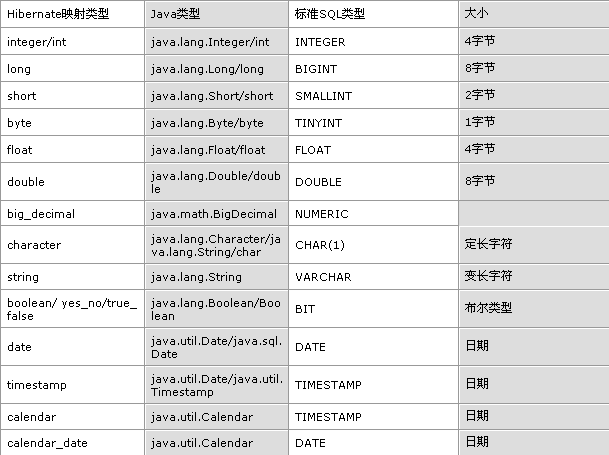 Hibernate映射类型 Java类型 标准SQL类型 大小
integer/int java.lang.Integer/int INTEGER 4字节
long java.lang.Long/long BIGINT 8字节
short java.lang.Short/short SMALLINT 2字节
byte java.lang.Byte/byte TINYINT 1字节
float java.lang.Float/float FLOAT 4字节
double java.lang.Double/doub
le DOUBLE 8字节
big_decimal java.math.BigDecimal NUMERIC
character java.lang.Character/ja
va.lang.String/char CHAR(1) 定长字符
string java.lang.String VARCHAR 变长字符
boolean/ yes_no/true_
false java.lang.Boolean/Boo
lean BIT 布尔类型
date java.util.Date/java.sql.
Date DATE 日期
timestamp java.util.Date/java.util.
Timestamp TIMESTAMP 日期
calendar java.util.Calendar TIMESTAMP 日期
calendar_date java.util.Calendar DATE 日期